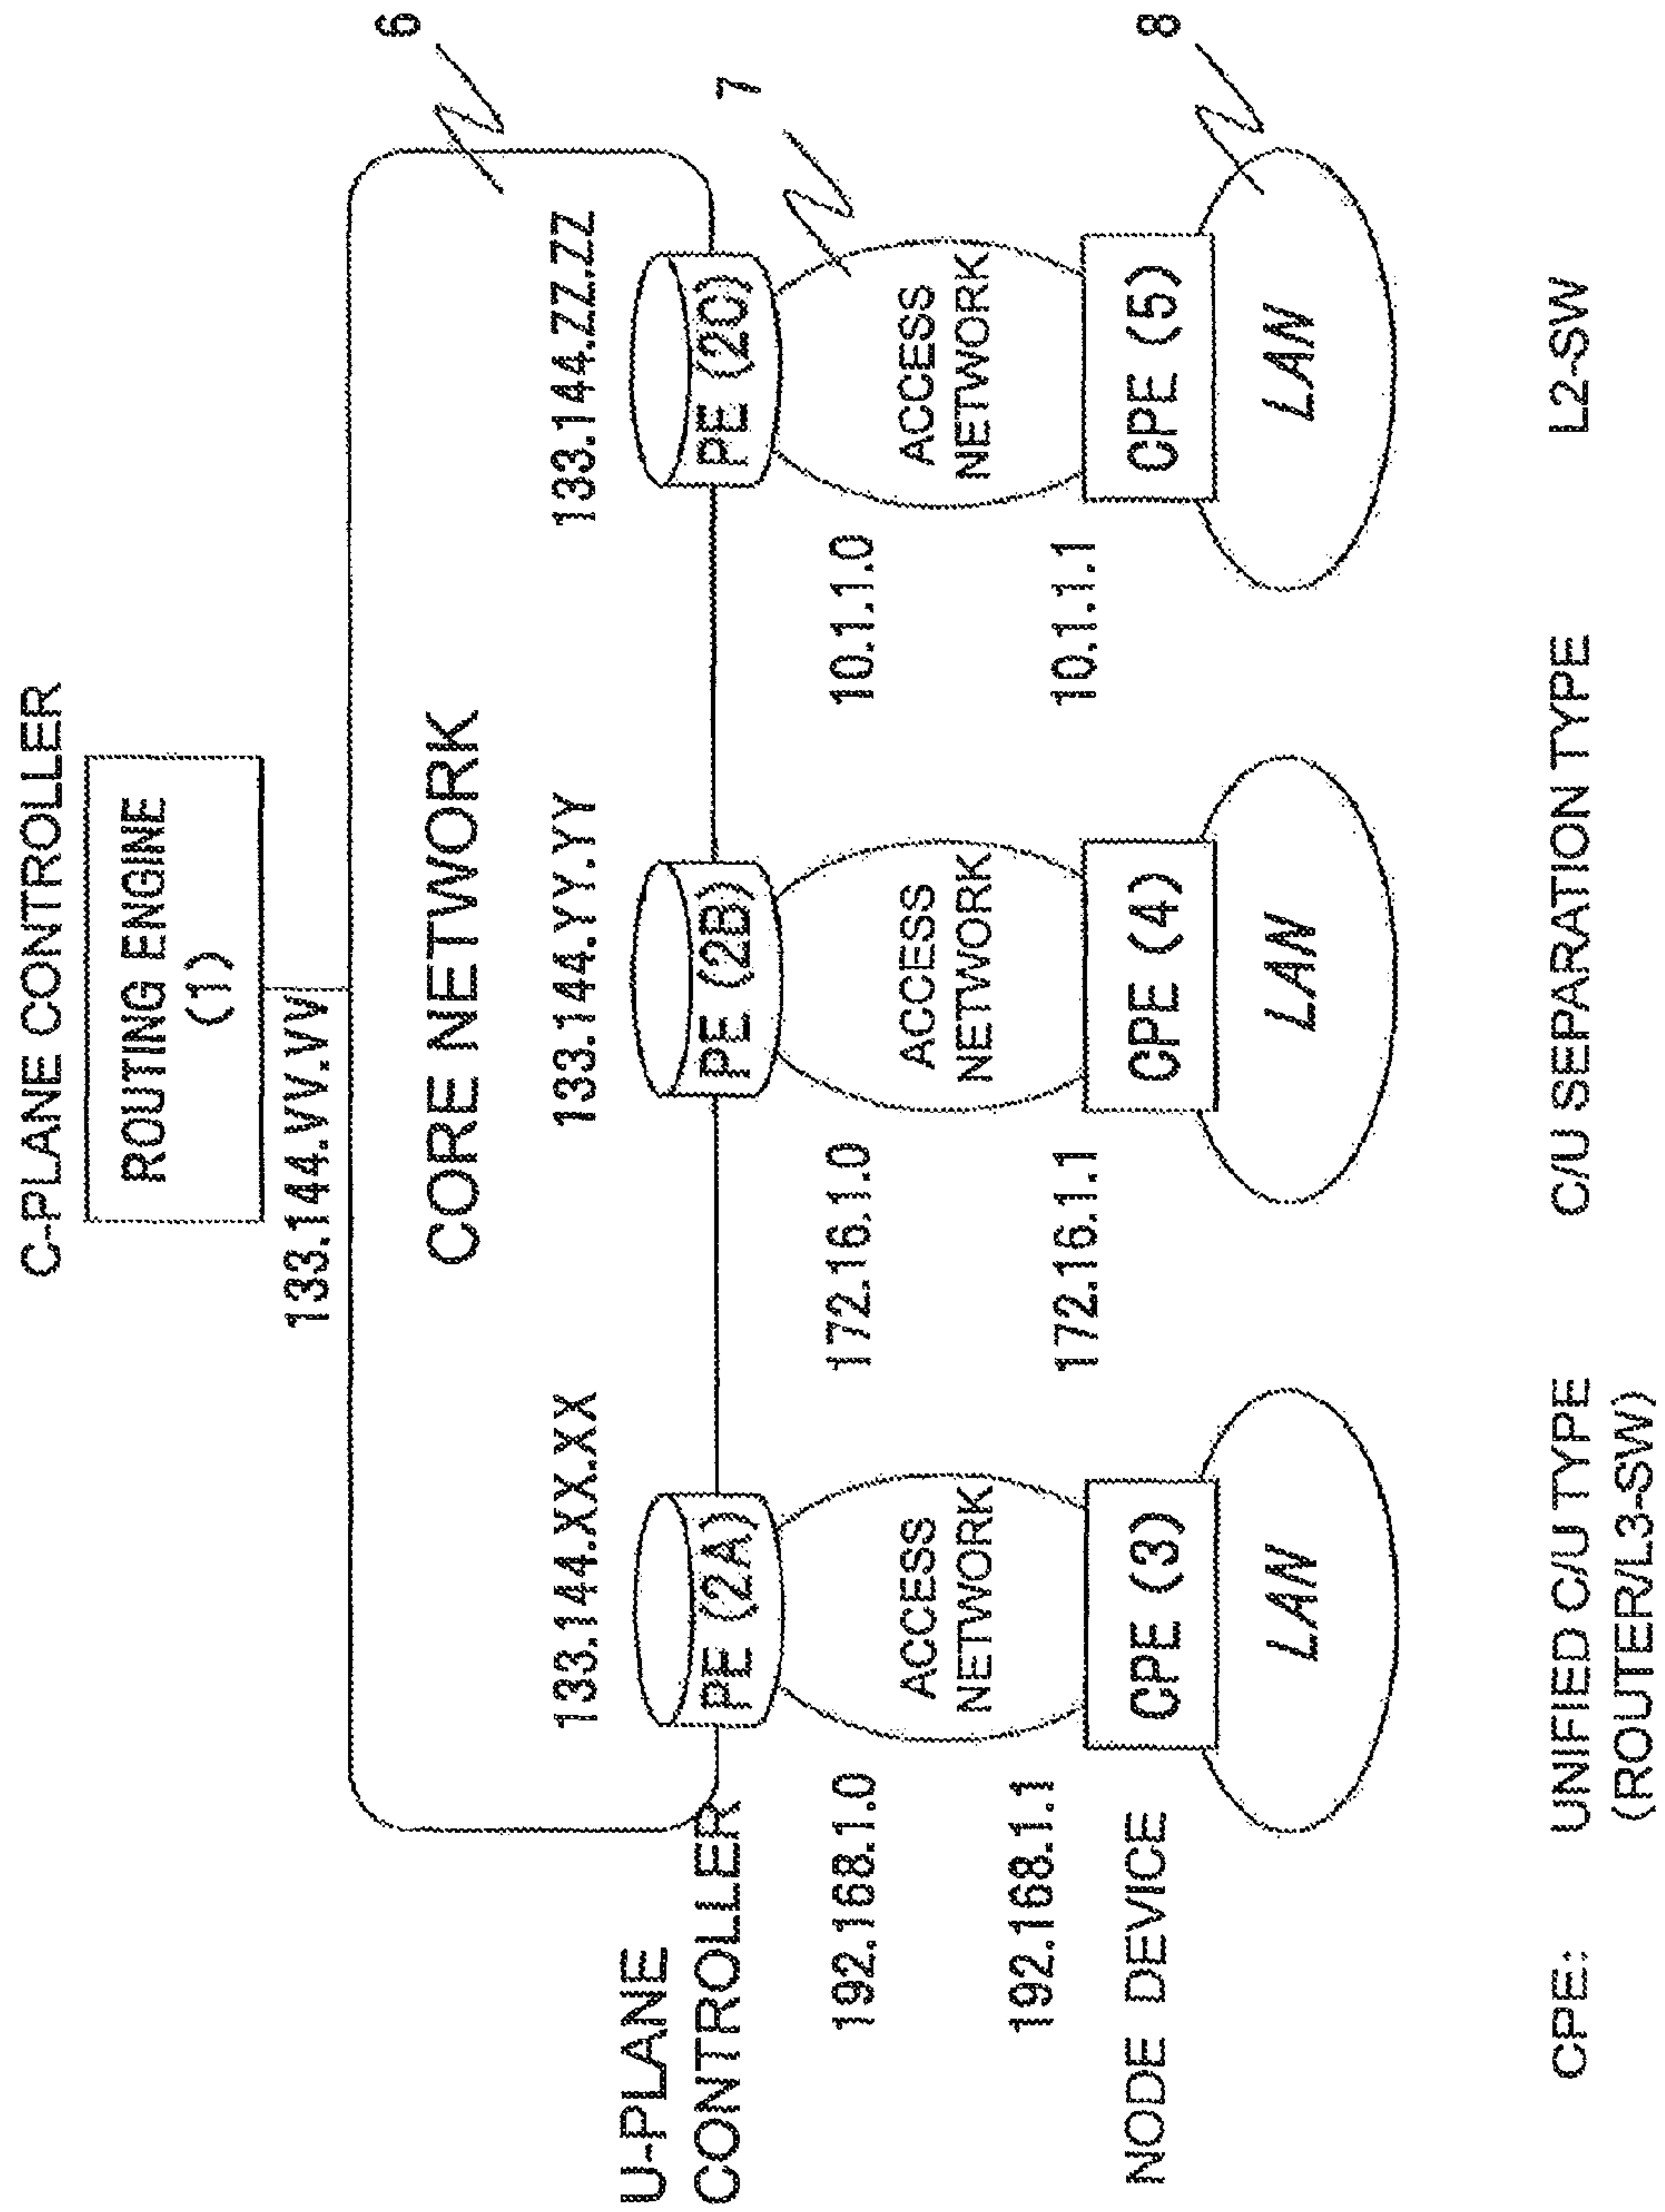 C-PLANE CONTROLLER
ROUTING ENGINE
(1)
133.144.VV.VV
6
CORE NETWORK
133.144.XX.XX
133.144.YY.YY
133.144.ZZ.ZZ
U-PLANE
CONTROLLER
PE (2A)
PE (2B)
PE (2C)
7
192.168.1.0
172.16.1.0
10.1.1.0
ACCESS
NETWORK
ACCESS
NETWORK
ACCESS
NETWORK
192.168.1.1
172.16.1.1
10.1.1.1
NODE DEVICE
CPE (3)
CPE (4)
CPE (5)
8
LAN
LAN
LAN
CPE:
UNIFIED C/U TYPE
(ROUTER/L3-SW)
C/U SEPARATION TYPE
L2-SW